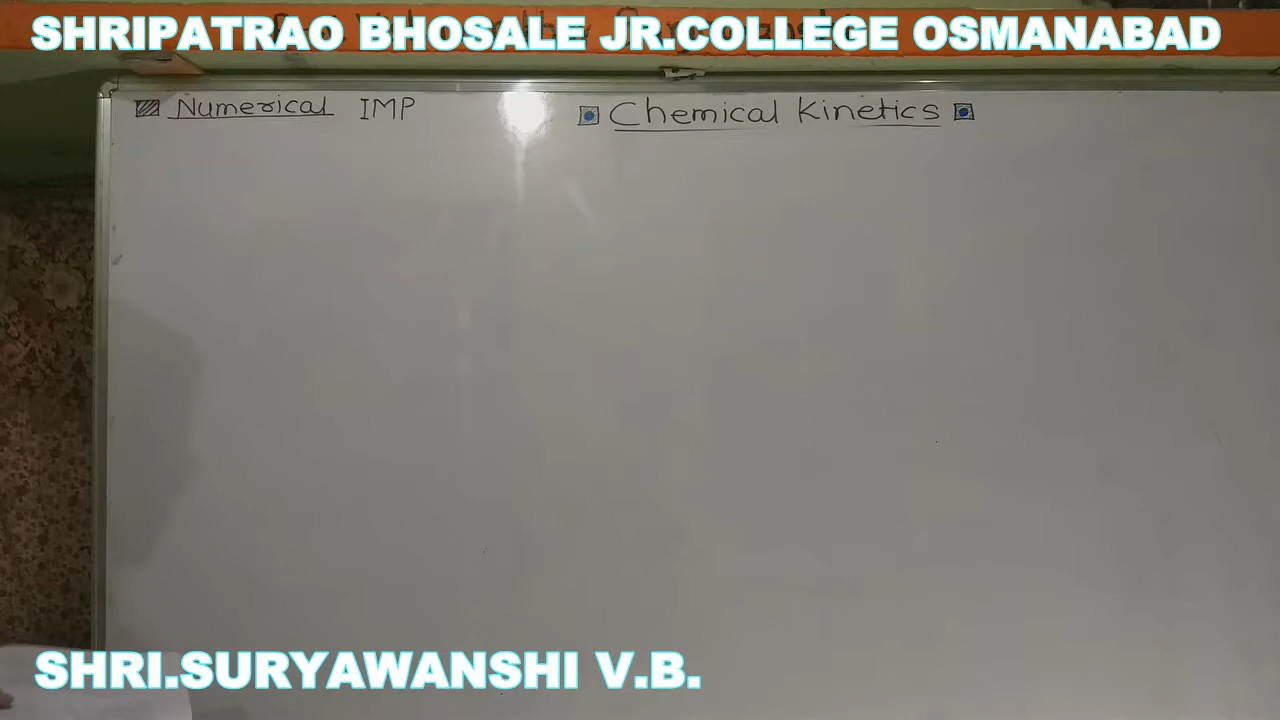 SHRIPATRAO BHOSALE JR.COLLEGE OSMANABAD
Numerical IMP
Chemical Kinetics
SHRI.SURYAWANSHI V.B.